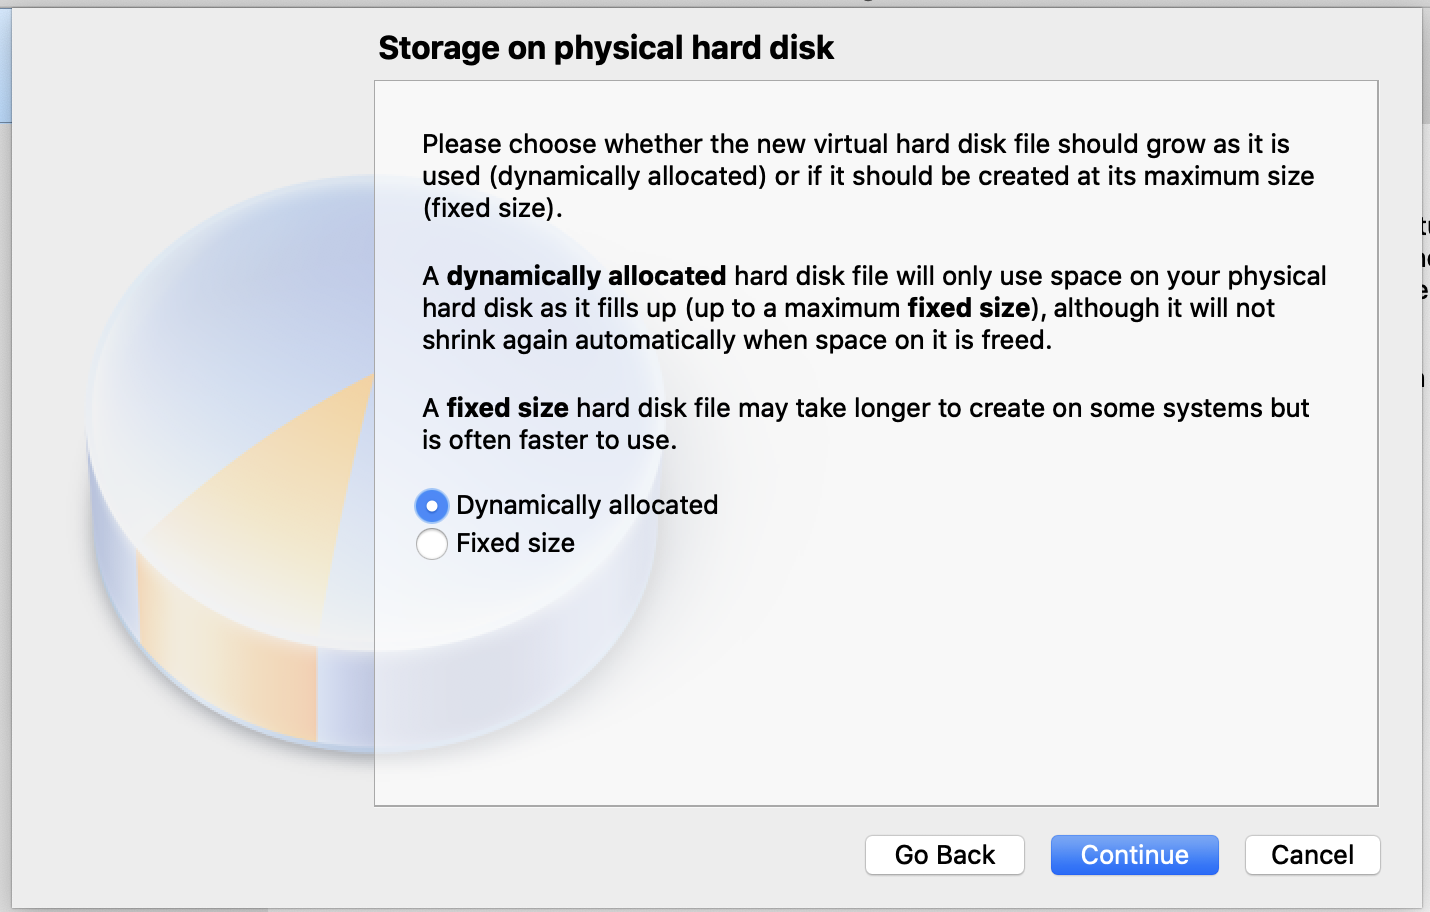 Storage on physical hard disk
Please choose whether the new virtual hard disk file should grow as it is
used (dynamically allocated) or if it should be created at its maximum size
(fixed size).
A dynamically allocated hard disk file will only use space on your physical
hard disk as it fills up (up to a maximum fixed size), although it will not
shrink again automatically when space on it is freed.
A fixed size hard disk file may take longer to create on some systems but
is often faster to use.
Dynamically allocated
Fixed size
Go Back
Continue
Cancel